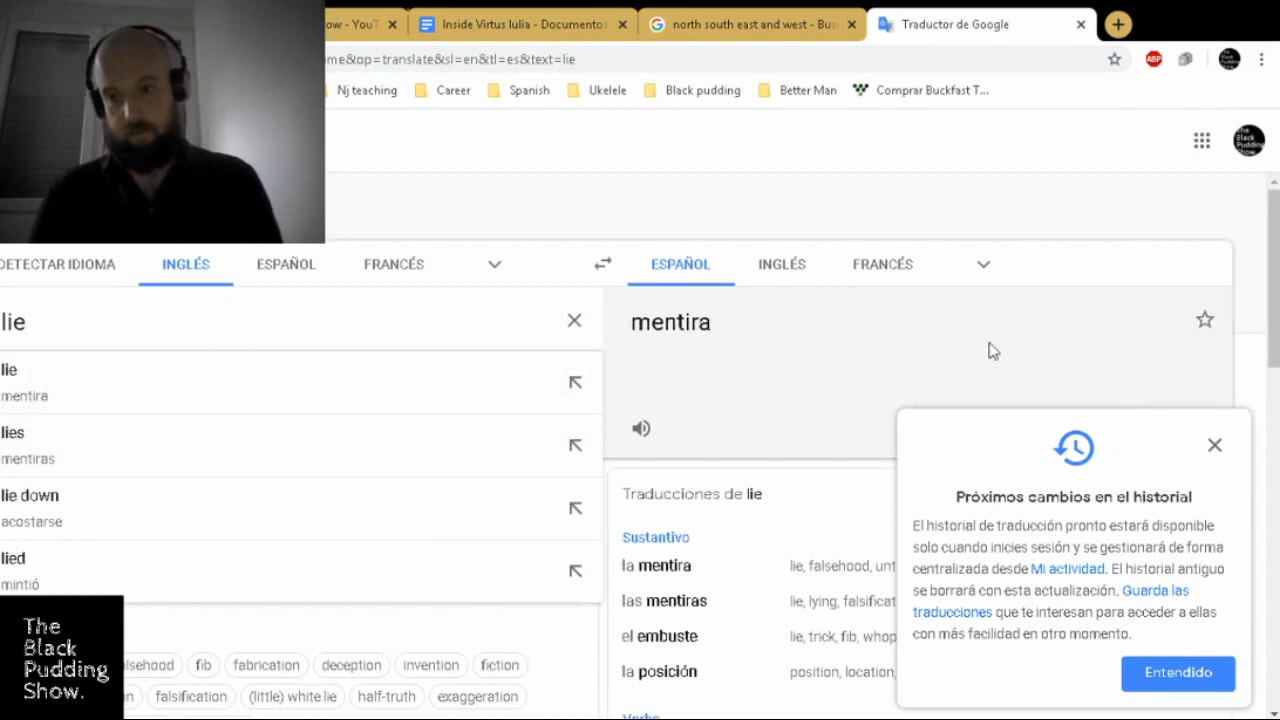 ow - YouT
Inside Virtus Iulia - Documentos
north south east and west - Bus
Traductor de Google
me&op=translate&sl=en&tl=es&text=lie
ABP
Nj teaching
Career
Spanish
Ukelele
Black pudding
Better Man
Comprar Buckfast T...
The
Black
Pudding
Show.
DETECTAR IDIOMA
INGLÉS
ESPAÑOL
FRANCÉS
ESPAÑOL
INGLÉS
FRANCÉS
lie
mentira
lie
mentira
lies
mentiras
lie down
acostarse
lied
mintió
Traducciones de lie
Sustantivo
la mentira
lie, falsehood, unt
las mentiras
lie, lying, falsificat
el embuste
lie, trick, fib, whop
la posición
position, location,
Verbo
Próximos cambios en el historial
El historial de traducción pronto estará disponible
solo cuando inicies sesión y se gestionará de forma
centralizada desde Mi actividad. El historial antiguo
se borrará con esta actualización. Guarda las
traducciones que te interesan para acceder a ellas
con más facilidad en otro momento.
Entendido
The
Black
Pudding
Show.
lsehood
fib
fabrication
deception
invention
fiction
n
falsification
(little) white lie
half-truth
exaggeration